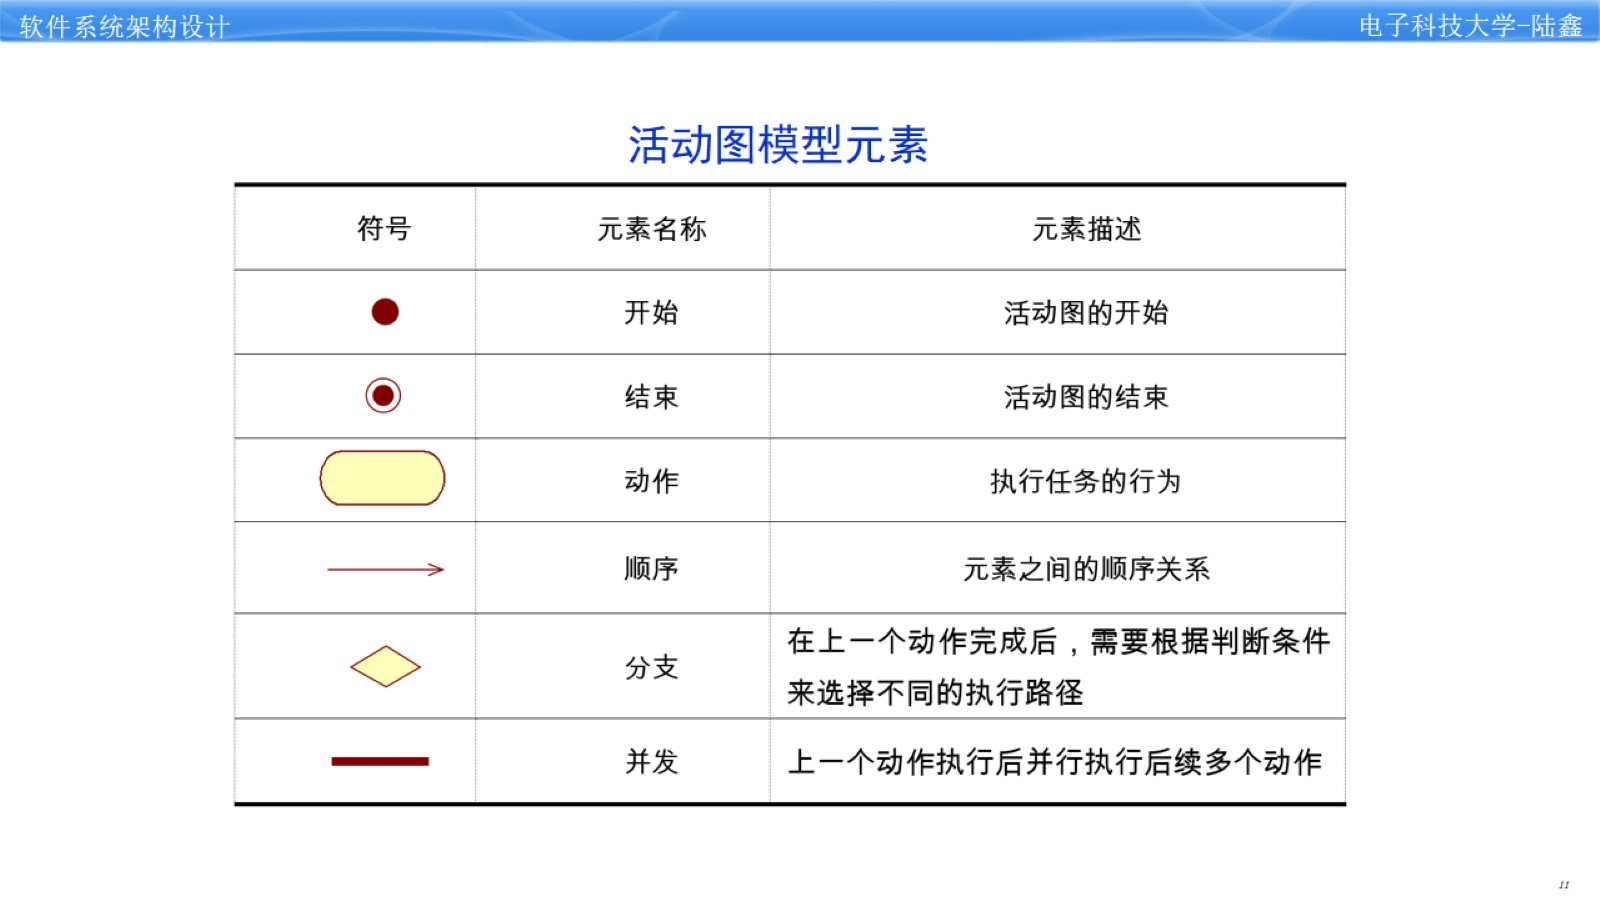 软件系统架构设计
电子科技大学-陆鑫
活动图模型元素
符号
元素名称
元素描述
开始
活动图的开始
结束
活动图的结束
动作
执行任务的行为
顺序
元素之间的顺序关系
分支
在上一个动作完成后，需要根据判断条件
来选择不同的执行路径
并发
上一个动作执行后并行执行后续多个动作
11